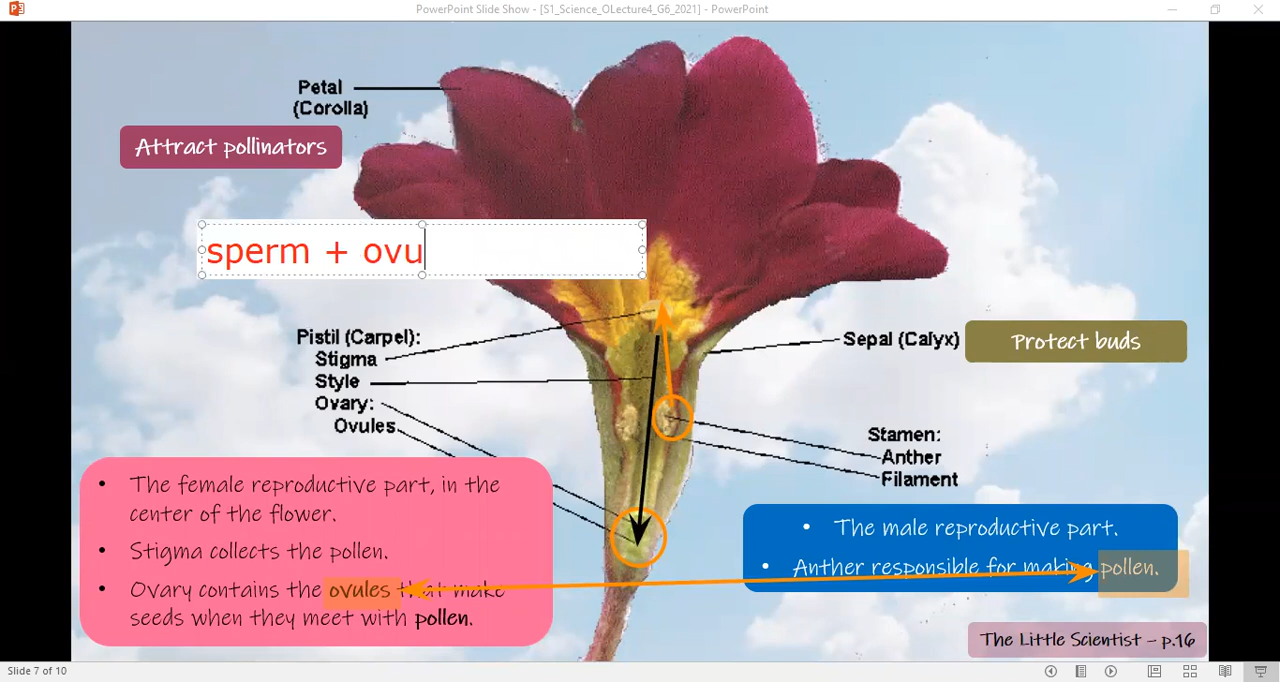 PowerPoint Slide Show - [S1_Science_OLecture4_G6_2021] - PowerPoint
Petal
(Corolla)
Attract pollinators
sperm + ovu
Pistil (Carpel):
Stigma
Style
Ovary:
Ovules
Sepal (Calyx)
Protect buds
Stamen:
Anther
Filament
• The female reproductive part, in the
center of the flower.
• Stigma collects the pollen.
• Ovary contains the ovules that make
seeds when they meet with pollen.
• The male reproductive part.
• Anther responsible for making pollen.
The Little Scientist – p.16
Slide 7 of 10